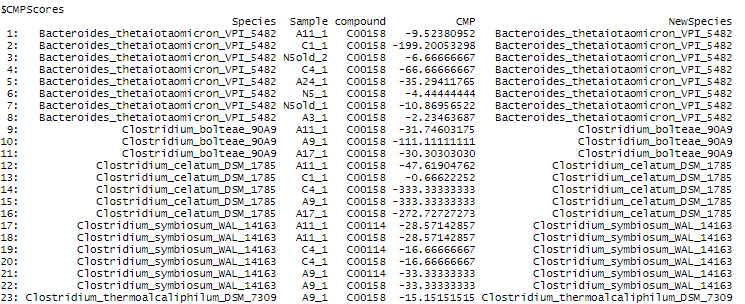 $CMPScores
Species Sample compound CMP NewSpecies
1: Bacteroides_thetaiotaomicron_VPI_5482 A11_1 C00158 -9.52380952 Bacteroides_thetaiotaomicron_VPI_5482
2: Bacteroides_thetaiotaomicron_VPI_5482 C1_1 C00158 -199.20053298 Bacteroides_thetaiotaomicron_VPI_5482
3: Bacteroides_thetaiotaomicron_VPI_5482 N5old_2 C00158 -6.66666667 Bacteroides_thetaiotaomicron_VPI_5482
4: Bacteroides_thetaiotaomicron_VPI_5482 C4_1 C00158 -66.66666667 Bacteroides_thetaiotaomicron_VPI_5482
5: Bacteroides_thetaiotaomicron_VPI_5482 A24_1 C00158 -35.29411765 Bacteroides_thetaiotaomicron_VPI_5482
6: Bacteroides_thetaiotaomicron_VPI_5482 N5_1 C00158 -4.44444444 Bacteroides_thetaiotaomicron_VPI_5482
7: Bacteroides_thetaiotaomicron_VPI_5482 N5old_1 C00158 -10.86956522 Bacteroides_thetaiotaomicron_VPI_5482
8: Bacteroides_thetaiotaomicron_VPI_5482 A3_1 C00158 -2.23463687 Bacteroides_thetaiotaomicron_VPI_5482
9: Clostridium_bolteae_90A9 A11_1 C00158 -31.74603175 Clostridium_bolteae_90A9
10: Clostridium_bolteae_90A9 A9_1 C00158 -111.11111111 Clostridium_bolteae_90A9
11: Clostridium_bolteae_90A9 A17_1 C00158 -30.30303030 Clostridium_bolteae_90A9
12: Clostridium_celatum_DSM_1785 A11_1 C00158 -47.61904762 Clostridium_celatum_DSM_1785
13: Clostridium_celatum_DSM_1785 C1_1 C00158 -0.66622252 Clostridium_celatum_DSM_1785
14: Clostridium_celatum_DSM_1785 C4_1 C00158 -333.33333333 Clostridium_celatum_DSM_1785
15: Clostridium_celatum_DSM_1785 A9_1 C00158 -333.33333333 Clostridium_celatum_DSM_1785
16: Clostridium_celatum_DSM_1785 A17_1 C00158 -272.72727273 Clostridium_celatum_DSM_1785
17: Clostridium_symbiosum_WAL_14163 A11_1 C00114 -28.57142857 Clostridium_symbiosum_WAL_14163
18: Clostridium_symbiosum_WAL_14163 A11_1 C00158 -28.57142857 Clostridium_symbiosum_WAL_14163
19: Clostridium_symbiosum_WAL_14163 C4_1 C00114 -16.66666667 Clostridium_symbiosum_WAL_14163
20: Clostridium_symbiosum_WAL_14163 C4_1 C00158 -16.66666667 Clostridium_symbiosum_WAL_14163
21: Clostridium_symbiosum_WAL_14163 A9_1 C00114 -33.33333333 Clostridium_symbiosum_WAL_14163
22: Clostridium_symbiosum_WAL_14163 A9_1 C00158 -33.33333333 Clostridium_symbiosum_WAL_14163
23: Clostridium_thermoalcaliphilum_DSM_7309 A9_1 C00158 -15.15151515 Clostridium_thermoalcaliphilum_DSM_7309